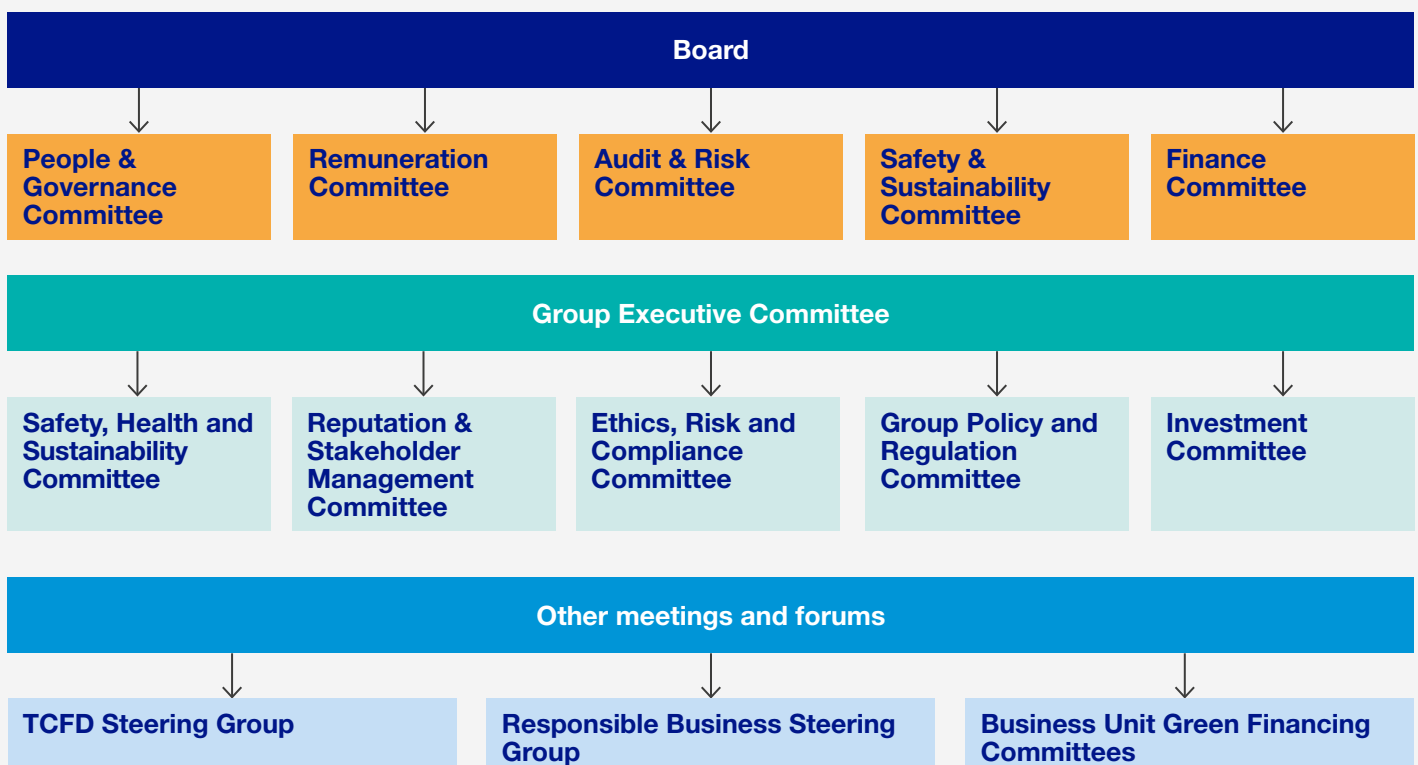 Board
People &
Governance
Committee
Remuneration
Committee
Audit & Risk
Committee
Safety &
Sustainability
Committee
Finance
Committee
Group Executive Committee
Safety, Health and
Sustainability
Committee
Reputation &
Stakeholder
Management
Committee
Ethics, Risk and
Compliance
Committee
Group Policy and
Regulation
Committee
Investment
Committee
Other meetings and forums
TCFD Steering Group
Responsible Business Steering
Group
Business Unit Green Financing
Committees